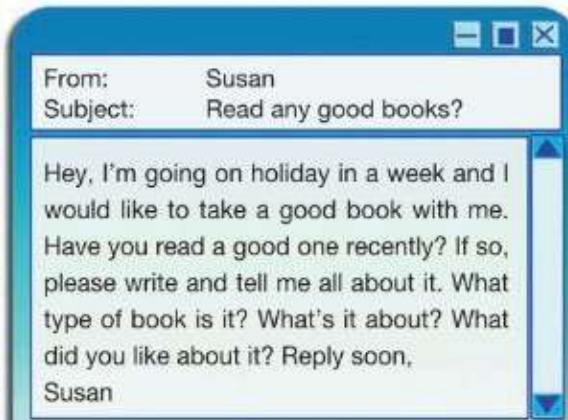 From: Susan
Subject: Read any good books?
Hey, I'm going on holiday in a week and I
would like to take a good book with me.
Have you read a good one recently? If so,
please write and tell me all about it. What
type of book is it? What's it about? What
did you like about it? Reply soon,
Susan